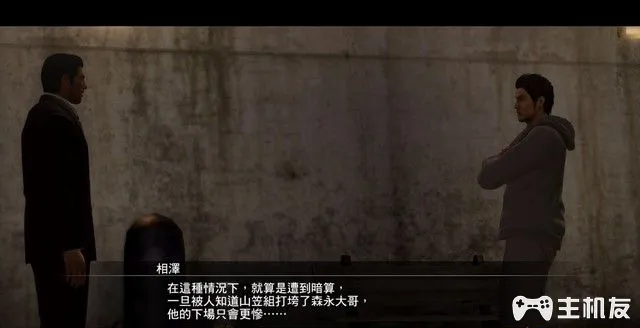 相澤
在這種情況下，就算是遭到暗算，
一旦被人知道山笠組打垮了森永大哥，
他的下場只會更慘……
主机友